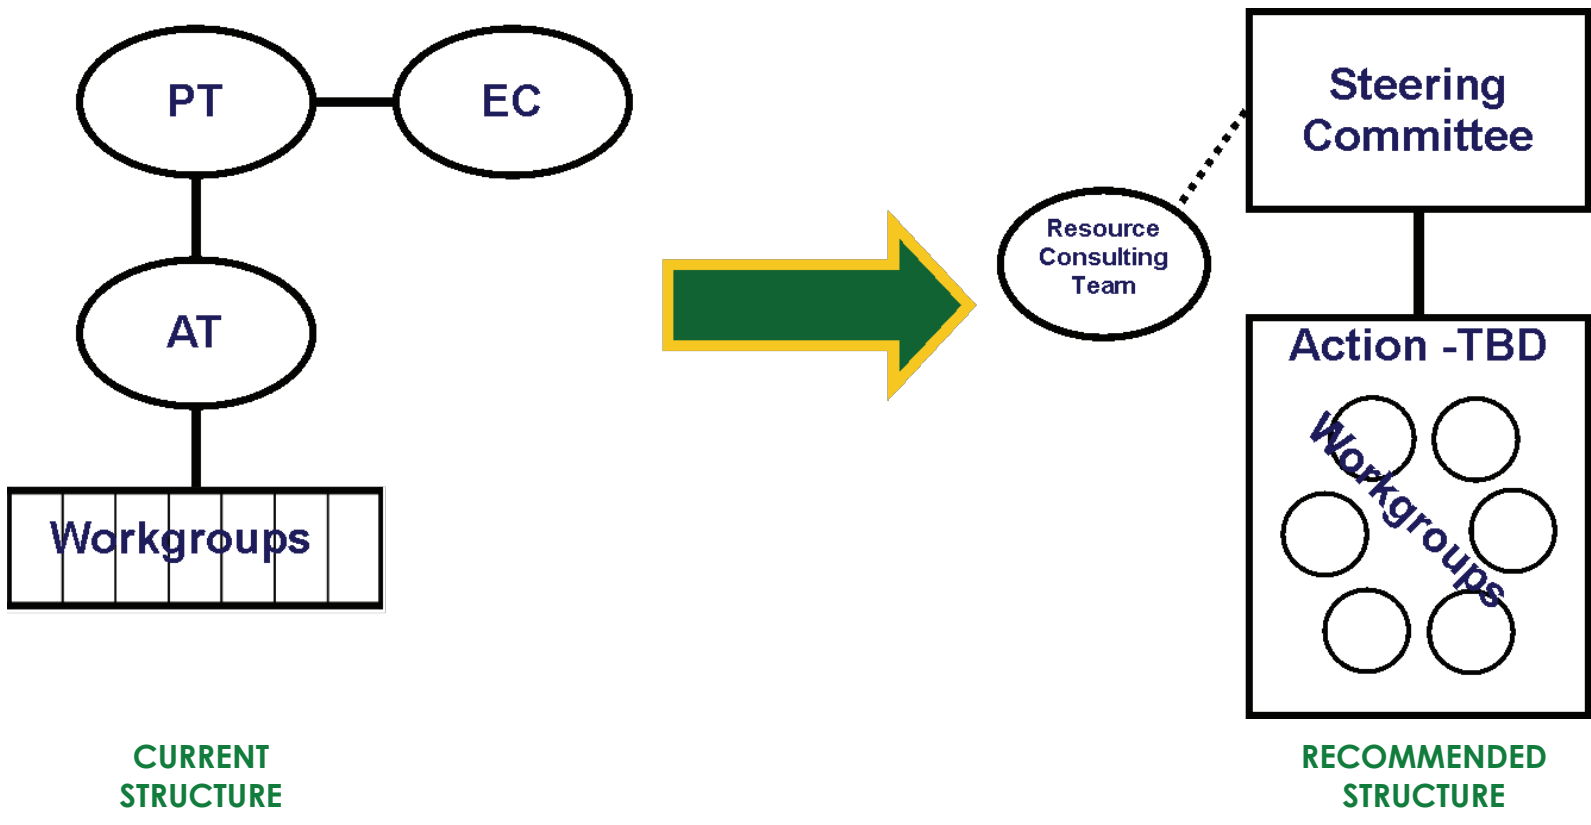 PT
EC
AT
Workgroups
CURRENT
STRUCTURE
Steering
Committee
Resource
Consulting
Team
Action -TBD
Workgroups
RECOMMENDED
STRUCTURE